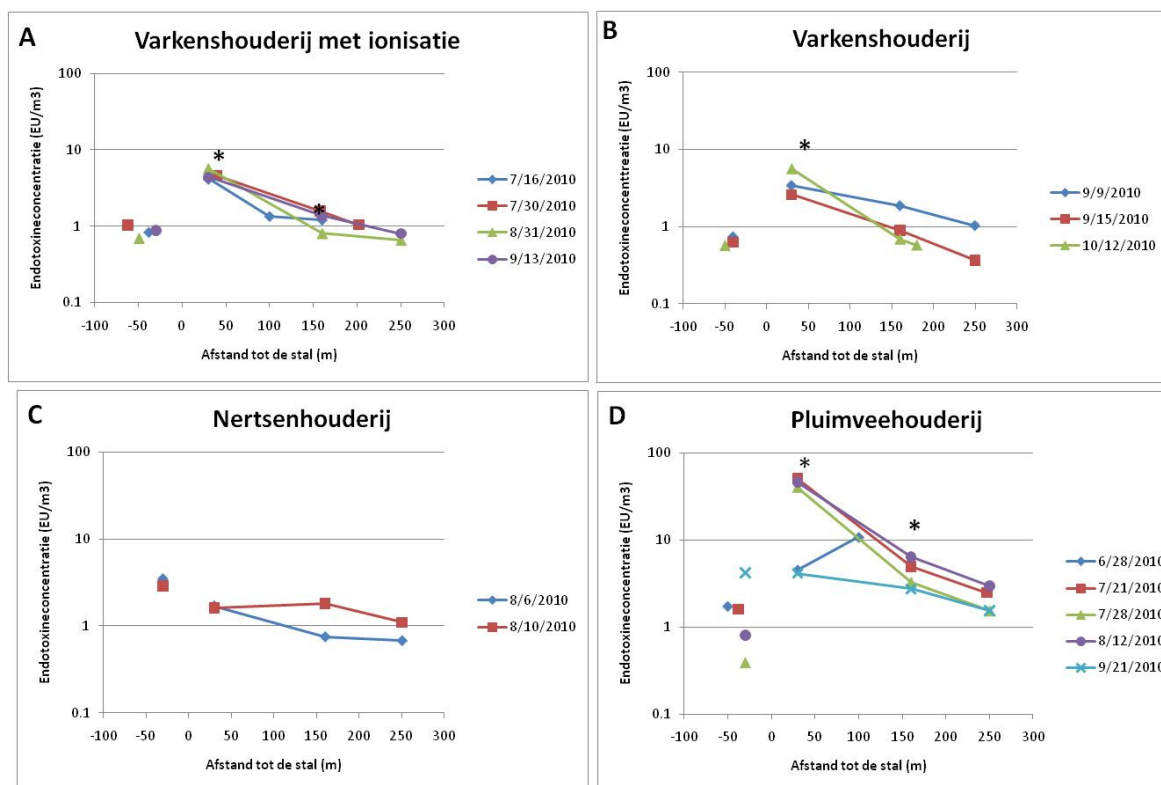 A
Varkenshouderij met ionisatie
Endotoxineconcentratie (EU/m3)
100
10
1
0.1
*
*
-100 -50 0 50 100 150 200 250 300
Afstand tot de stal (m)
7/16/2010
7/30/2010
8/31/2010
9/13/2010
B
Varkenshouderij
Endotoxineconcenttreatie (EU/m3)
100
10
1
0.1
*
-100 -50 0 50 100 150 200 250 300
Afstand tot de stal (m)
9/9/2010
9/15/2010
10/12/2010
C
Nertsenhouderij
Endotoxineconcentratie (EU/m3)
100
10
1
0.1
-100 -50 0 50 100 150 200 250 300
Afstand tot de stal (m)
8/6/2010
8/10/2010
D
Pluimveehouderij
Endotoxineconcentratie (EU/m3)
100
10
1
0.1
*
*
-100 -50 0 50 100 150 200 250 300
Afstand tot de stal (m)
6/28/2010
7/21/2010
7/28/2010
8/12/2010
9/21/2010